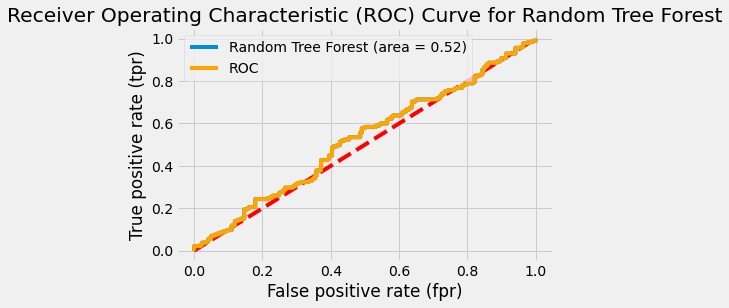 Receiver Operating Characteristic (ROC) Curve for Random Tree Forest
1.0
0.8
0.6
0.4
0.2
0.0
True positive rate (tpr)
Random Tree Forest (area = 0.52)
ROC
0.0 0.2 0.4 0.6 0.8 1.0
False positive rate (fpr)